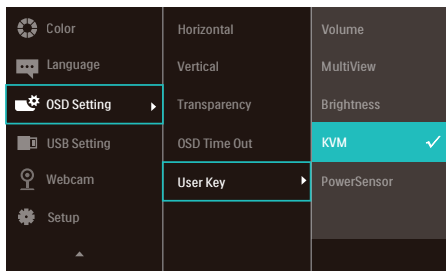 Color
Language
OSD Setting
USB Setting
Webcam
Setup
Horizontal
Vertical
Transparency
OSD Time Out
User Key
Volume
MultiView
Brightness
KVM
PowerSensor